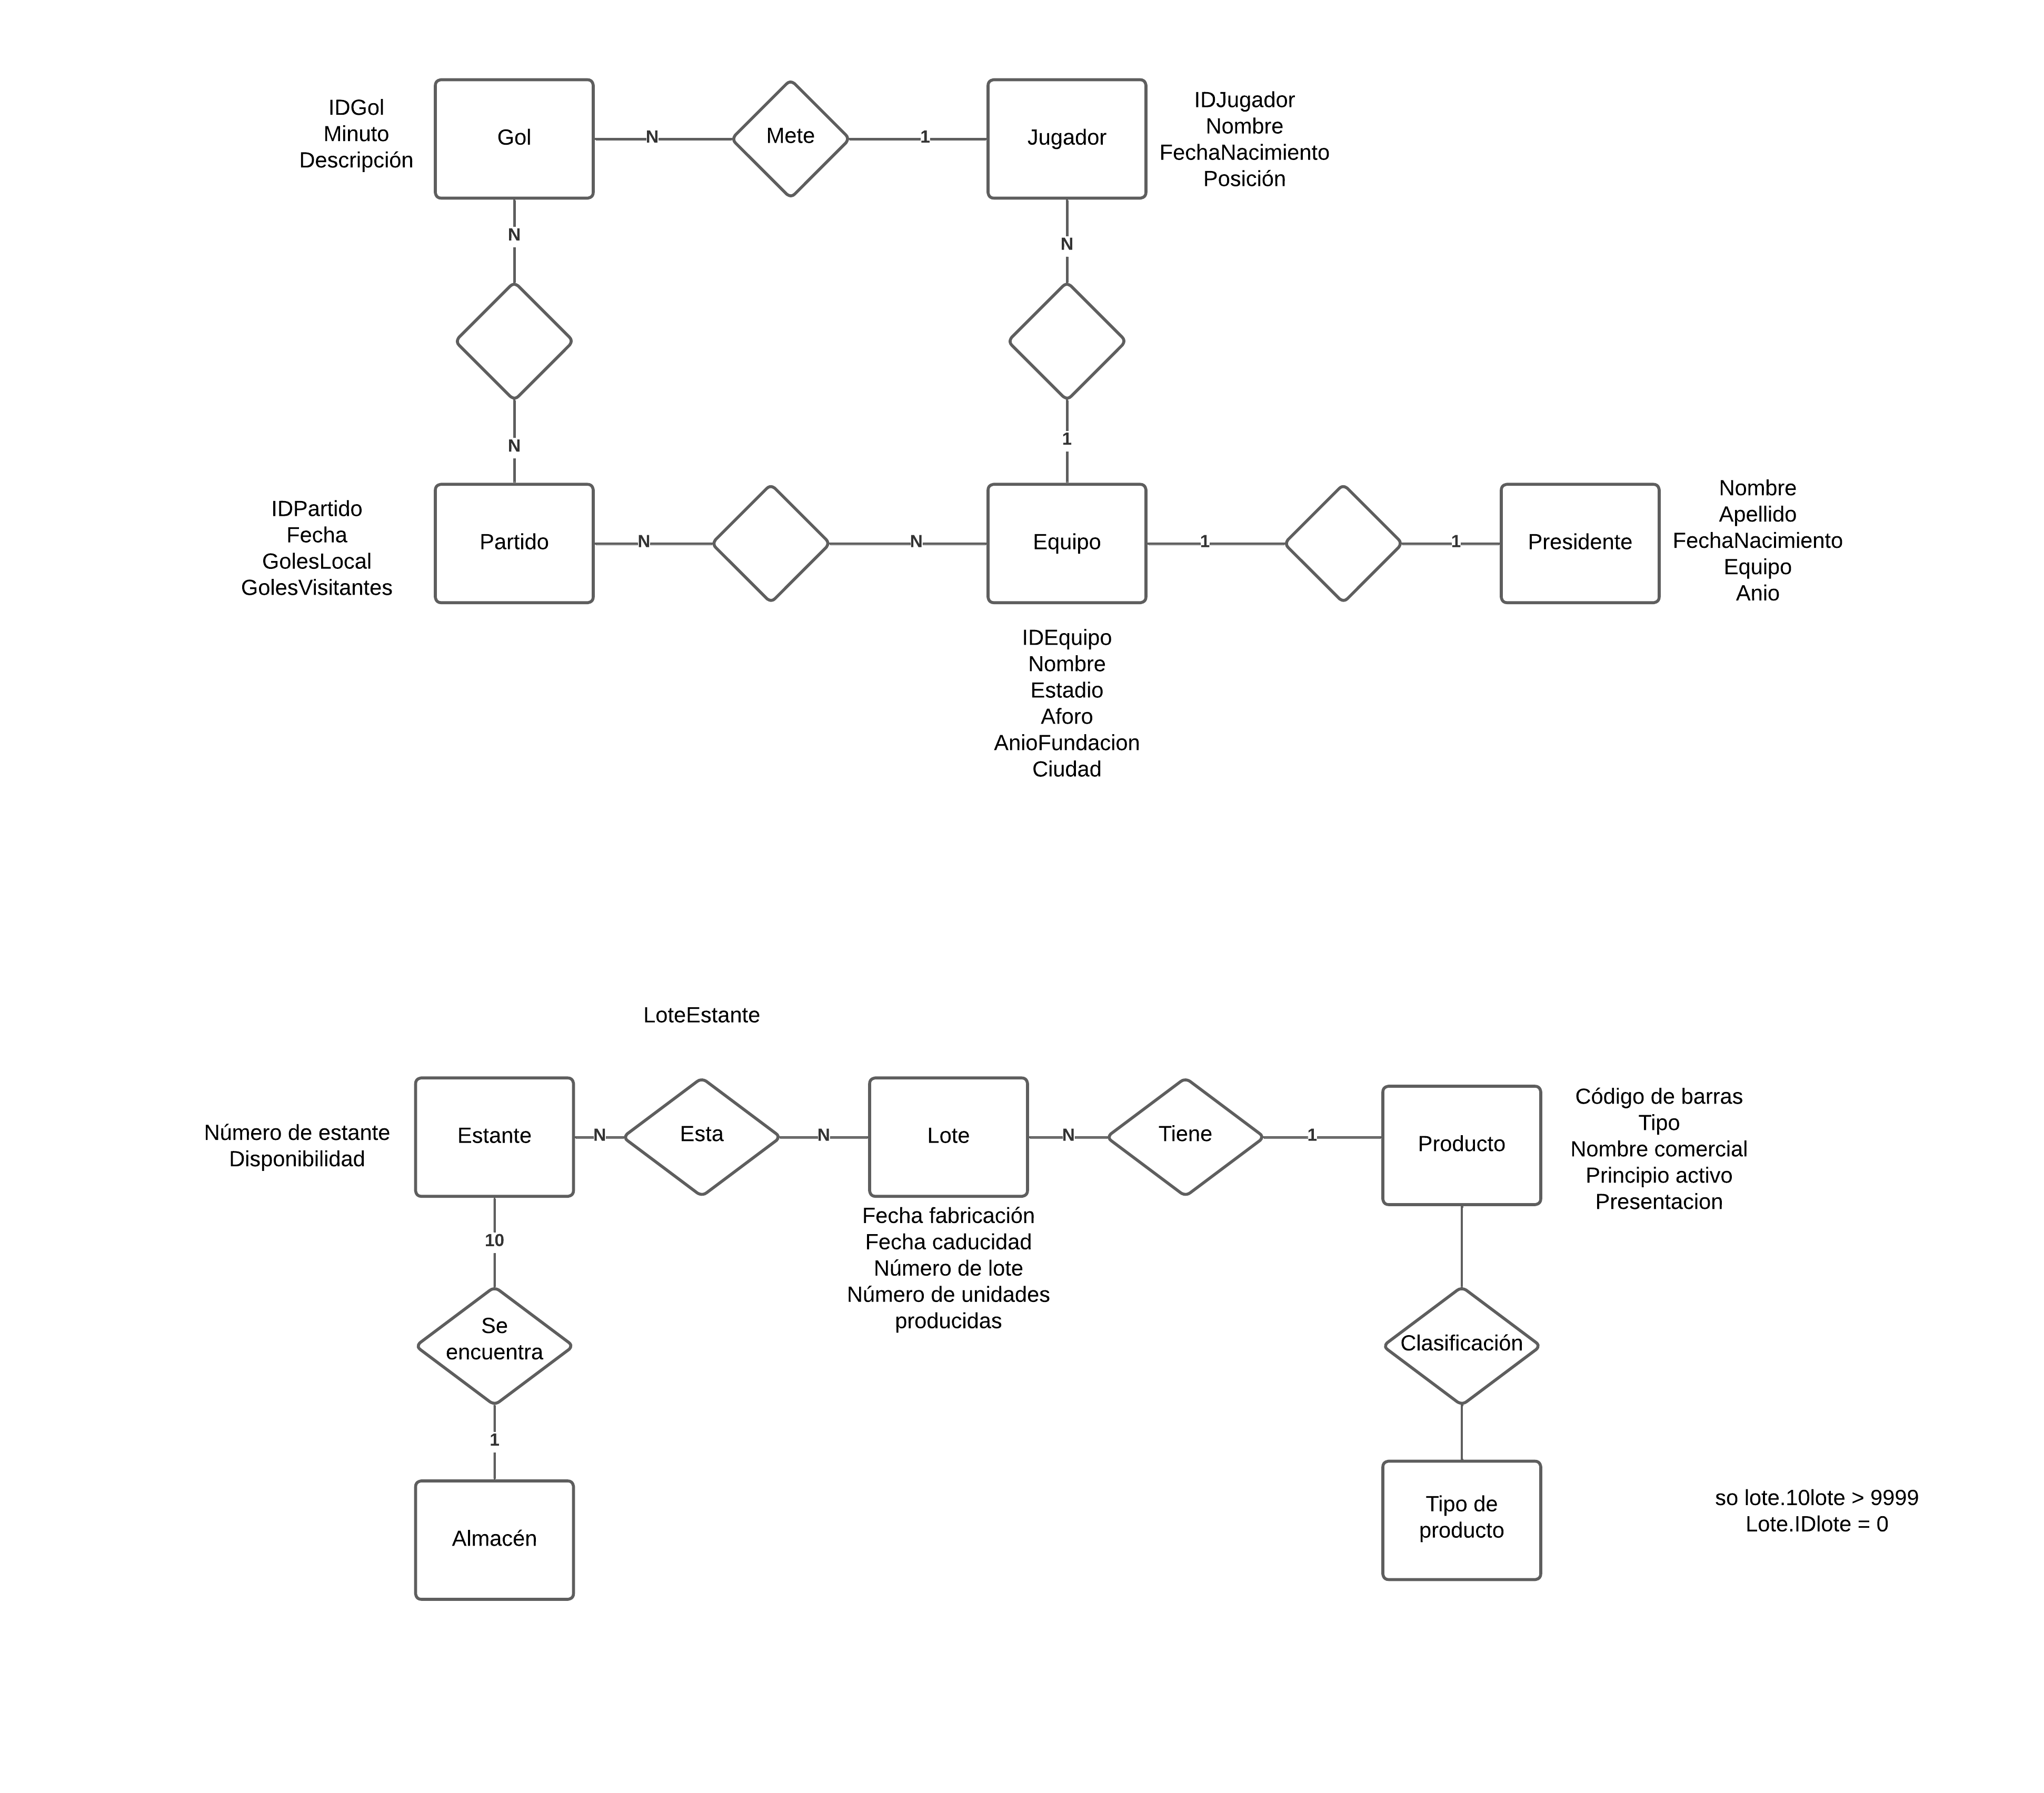 IDGol
Minuto
Descripción
Gol
N
Mete
1
Jugador
IDJugador
Nombre
FechaNacimiento
Posición
N
N
N
1
IDPartido
Fecha
GolesLocal
GolesVisitantes
Partido
N
N
Equipo
1
1
Presidente
Nombre
Apellido
FechaNacimiento
Equipo
Anio
IDEquipo
Nombre
Estadio
Aforo
AnioFundacion
Ciudad
LoteEstante
Número de estante
Disponibilidad
Estante
N
Esta
N
Lote
N
Tiene
1
Producto
Código de barras
Tipo
Nombre comercial
Principio activo
Presentacion
Fecha fabricación
Fecha caducidad
Número de lote
Número de unidades
producidas
10
Se
encuentra
1
Almacén
Clasificación
Tipo de
producto
so lote.10lote > 9999
Lote.IDlote = 0